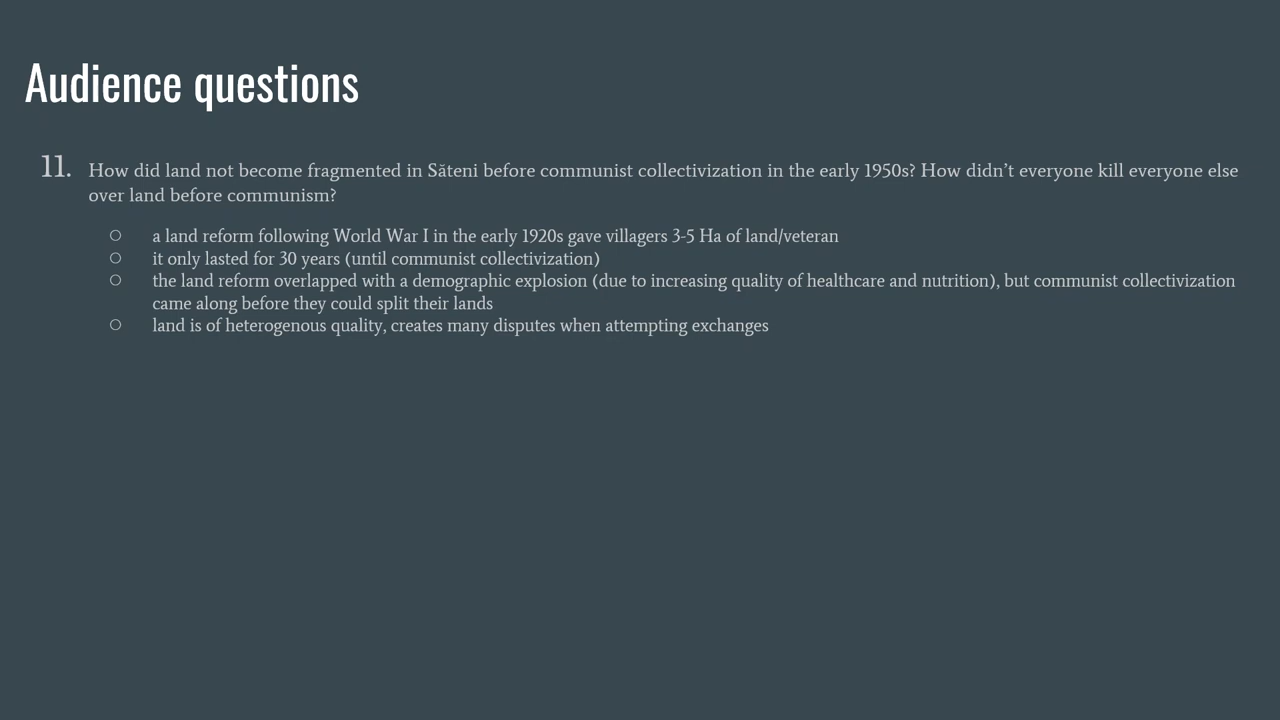 Audience questions
11. How did land not become fragmented in Săteni before communist collectivization in the early 1950s? How didn't everyone kill everyone else
over land before communism?
○ a land reform following World War I in the early 1920s gave villagers 3-5 Ha of land/veteran
○ it only lasted for 30 years (until communist collectivization)
○ the land reform overlapped with a demographic explosion (due to increasing quality of healthcare and nutrition), but communist collectivization
came along before they could split their lands
○ land is of heterogenous quality, creates many disputes when attempting exchanges